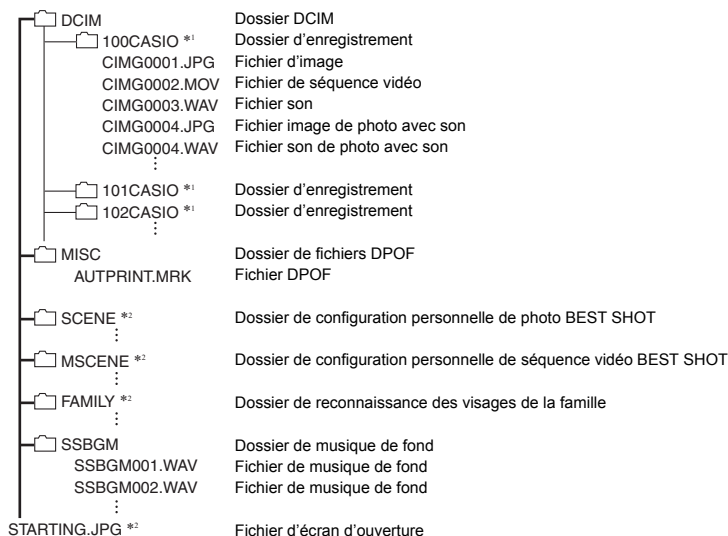 DCIM Dossier DCIM
100CASIO *1 Dossier d'enregistrement
CIMG0001.JPG Fichier d'image
CIMG0002.MOV Fichier de séquence vidéo
CIMG0003.WAV Fichier son
CIMG0004.JPG Fichier image de photo avec son
CIMG0004.WAV Fichier son de photo avec son
101CASIO *1 Dossier d'enregistrement
102CASIO *1 Dossier d'enregistrement
MISC Dossier de fichiers DPOF
AUTPRINT.MRK Fichier DPOF
SCENE *2 Dossier de configuration personnelle de photo BEST SHOT
MSCENE *2 Dossier de configuration personnelle de séquence vidéo BEST SHOT
FAMILY *2 Dossier de reconnaissance des visages de la famille
SSBGM Dossier de musique de fond
SSBGM001.WAV Fichier de musique de fond
SSBGM002.WAV Fichier de musique de fond
STARTING.JPG *2 Fichier d'écran d'ouverture